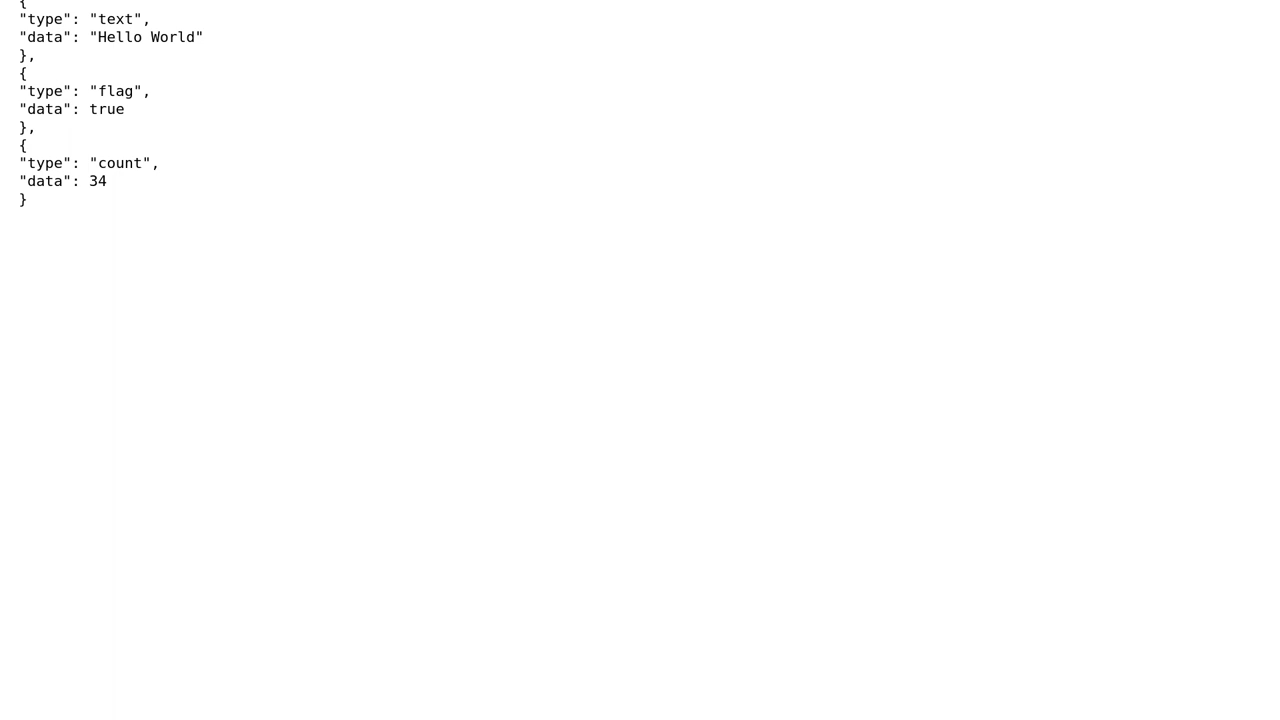 {
"type": "text",
"data": "Hello World"
},
{
"type": "flag",
"data": true
},
{
"type": "count",
"data": 34
}